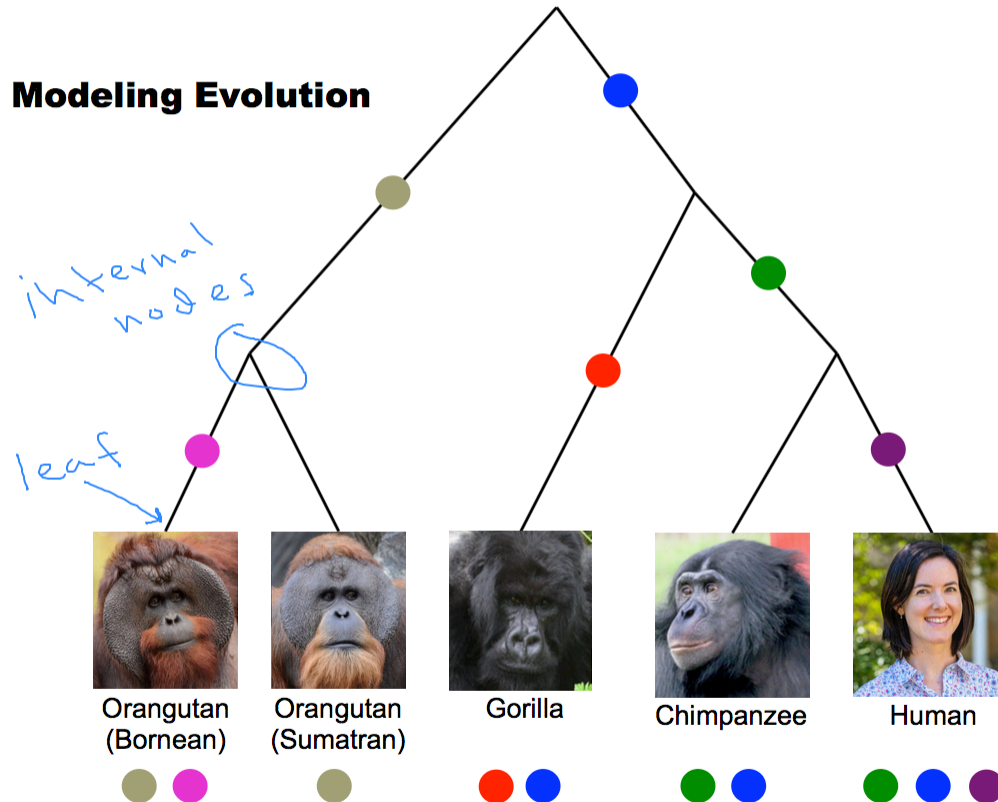 Modeling Evolution
internal
nodes
leaf
Orangutan
(Bornean)
Orangutan
(Sumatran)
Gorilla
Chimpanzee
Human